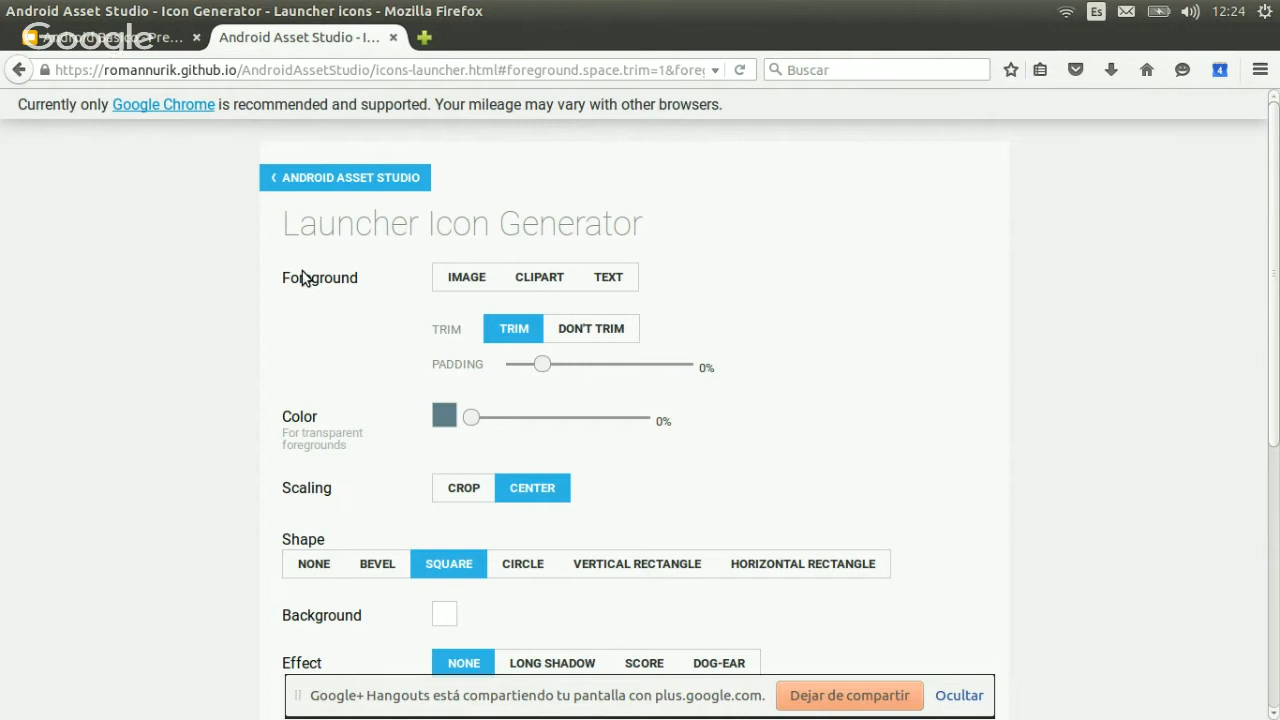 Android Asset Studio - Icon Generator - Launcher icons - Mozilla Firefox
Es
12:24
Google
Android Asset Studio - I...
https://romannurik.github.io/AndroidAssetStudio/icons-launcher.html#foreground.space.trim=1&fore
Buscar
4
Currently only Google Chrome is recommended and supported. Your mileage may vary with other browsers.
‹ ANDROID ASSET STUDIO
Launcher Icon Generator
Foreground
IMAGE CLIPART TEXT
TRIM TRIM DON'T TRIM
PADDING 0%
Color
For transparent
foregrounds
0%
Scaling
CROP CENTER
Shape
NONE BEVEL SQUARE CIRCLE VERTICAL RECTANGLE HORIZONTAL RECTANGLE
Background
Effect
NONE LONG SHADOW SCORE DOG-EAR
Google+ Hangouts está compartiendo tu pantalla con plus.google.com. Dejar de compartir Ocultar